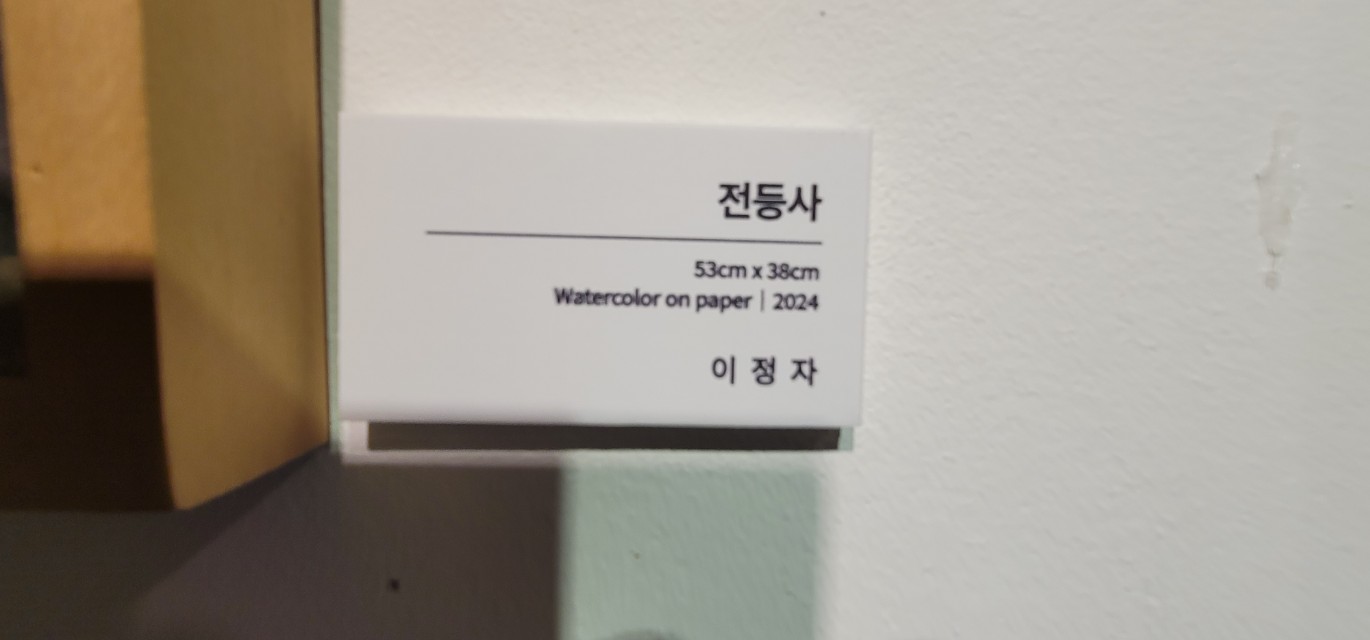 전등사
53cm x 38cm
Watercolor on paper | 2024
이 정 자